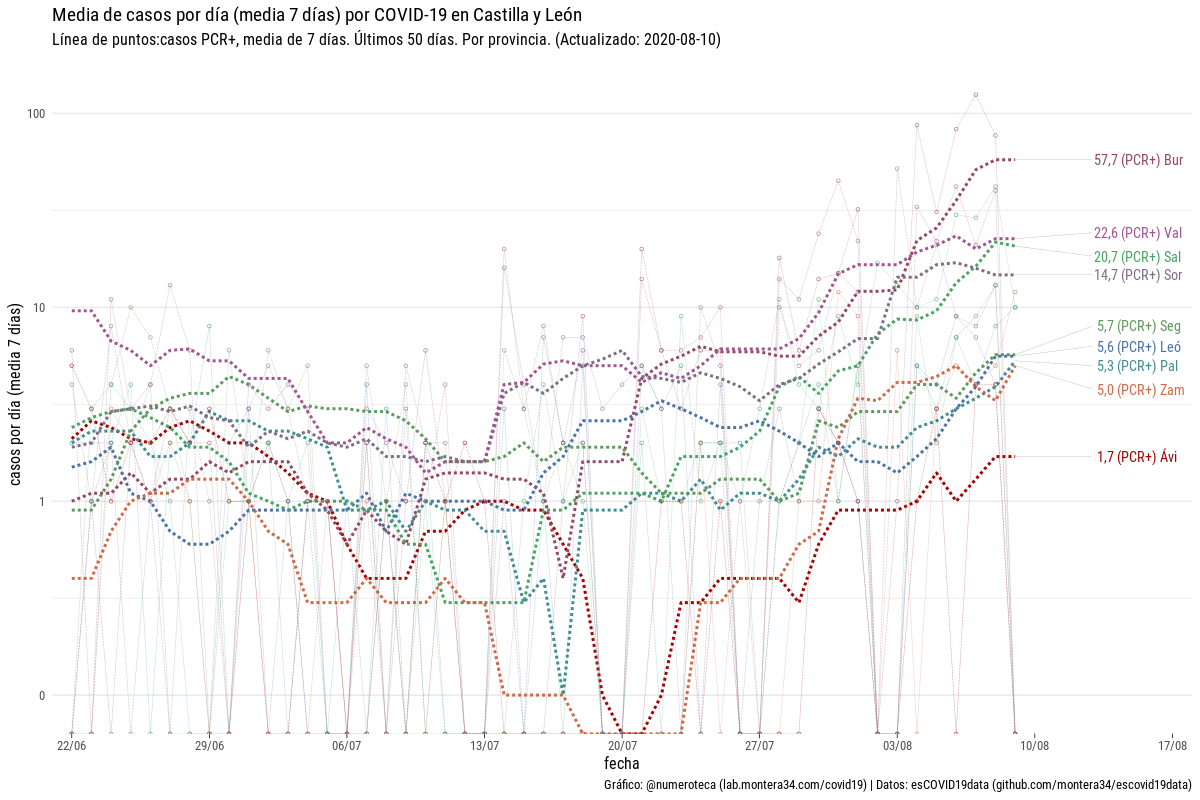 Media de casos por día (media 7 días) por COVID-19 en Castilla y León
Línea de puntos:casos PCR+, media de 7 días. Últimos 50 días. Por provincia. (Actualizado: 2020-08-10)
casos por día (media 7 días)
100
10
1
0
57,7 (PCR+) Bur
22,6 (PCR+) Val
20,7 (PCR+) Sal
14,7 (PCR+) Sor
5,7 (PCR+) Seg
5,6 (PCR+) Leó
5,3 (PCR+) Pal
5,0 (PCR+) Zam
1,7 (PCR+) Ávi
22/06 29/06 06/07 13/07 20/07 27/07 03/08 10/08 17/08
fecha
Gráfico: @numeroteca (lab.montera34.com/covid19) | Datos: esCOVID19data (github.com/montera34/escovid19data)